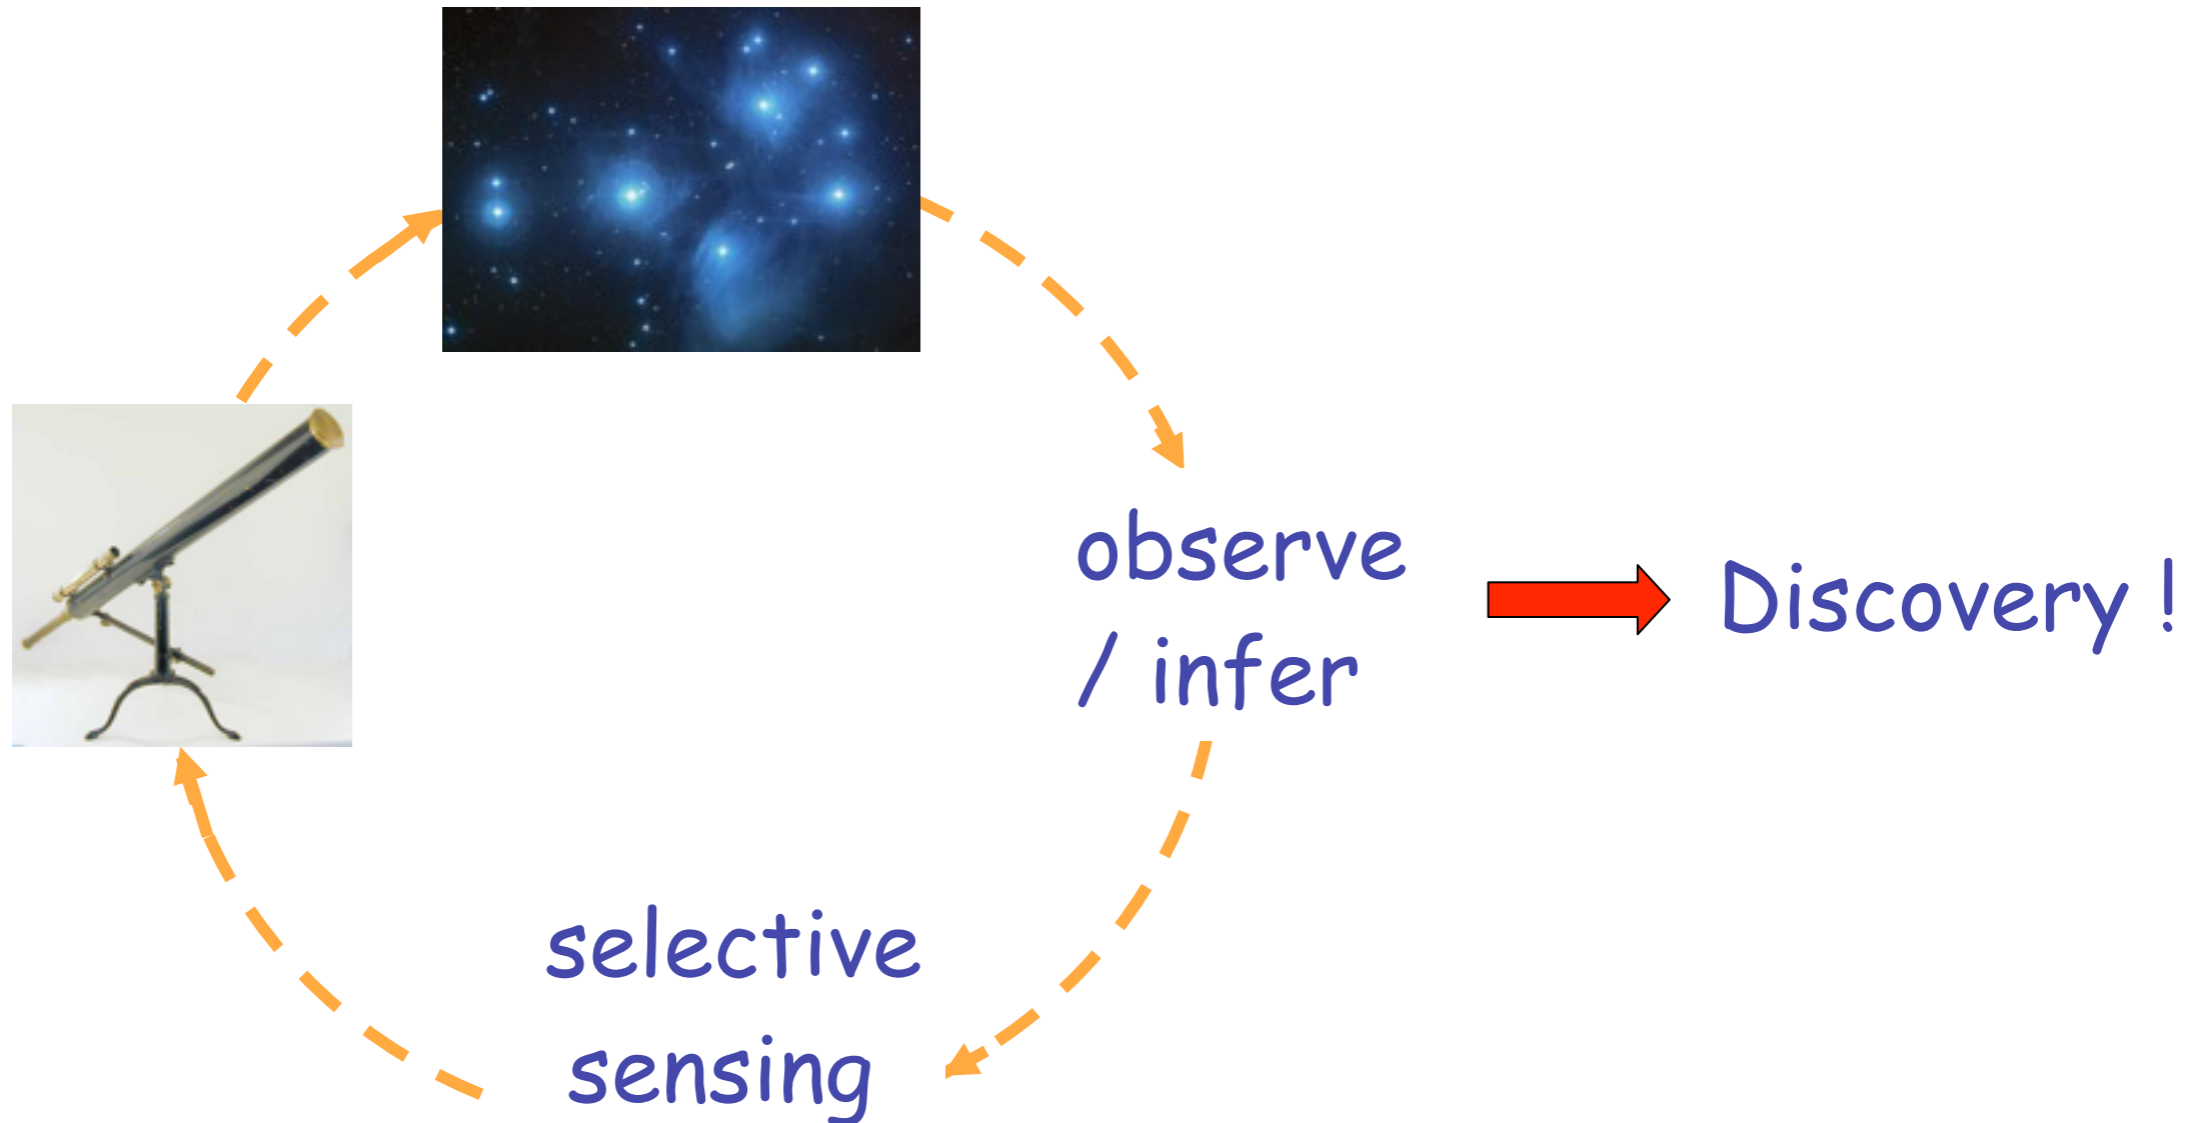 observe
/ infer
Discovery !
selective
sensing